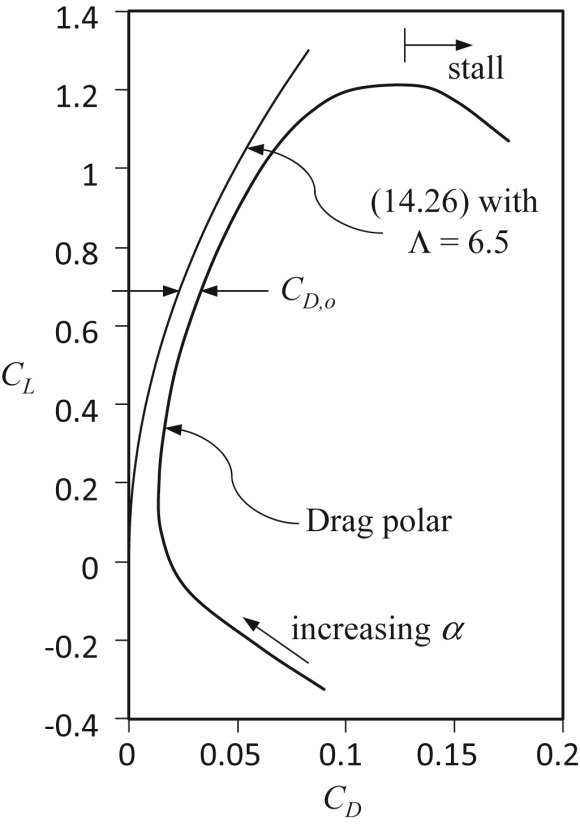 1.4
1.2
1
0.8
0.6
0.4
0.2
0
-0.2
-0.4
C_L
stall
(14.26) with
Λ = 6.5
C_{D,o}
Drag polar
increasing α
0 0.05 0.1 0.15 0.2
C_D